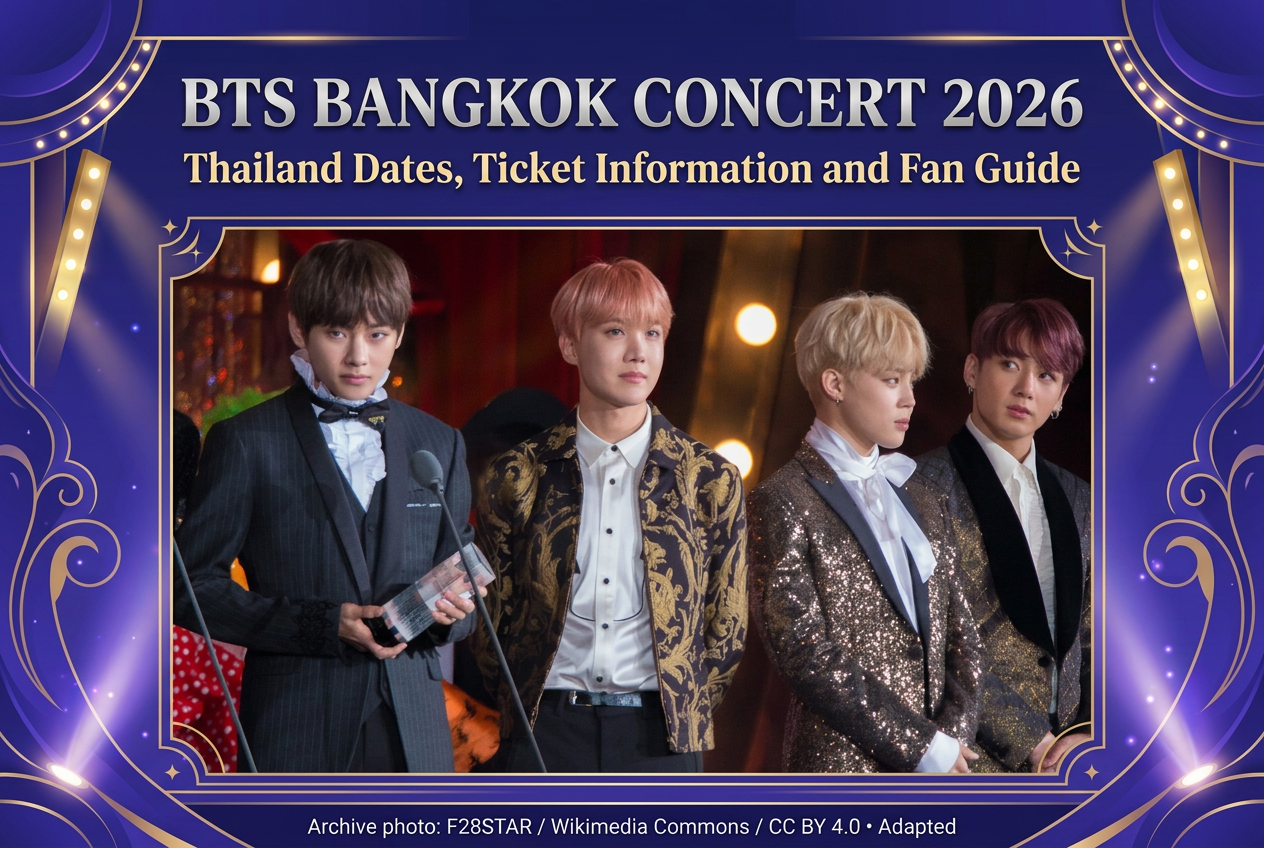 BTS BANGKOK CONCERT 2026
Thailand Dates, Ticket Information and Fan Guide
Archive photo: F28STAR / Wikimedia Commons / CC BY 4.0 • Adapted